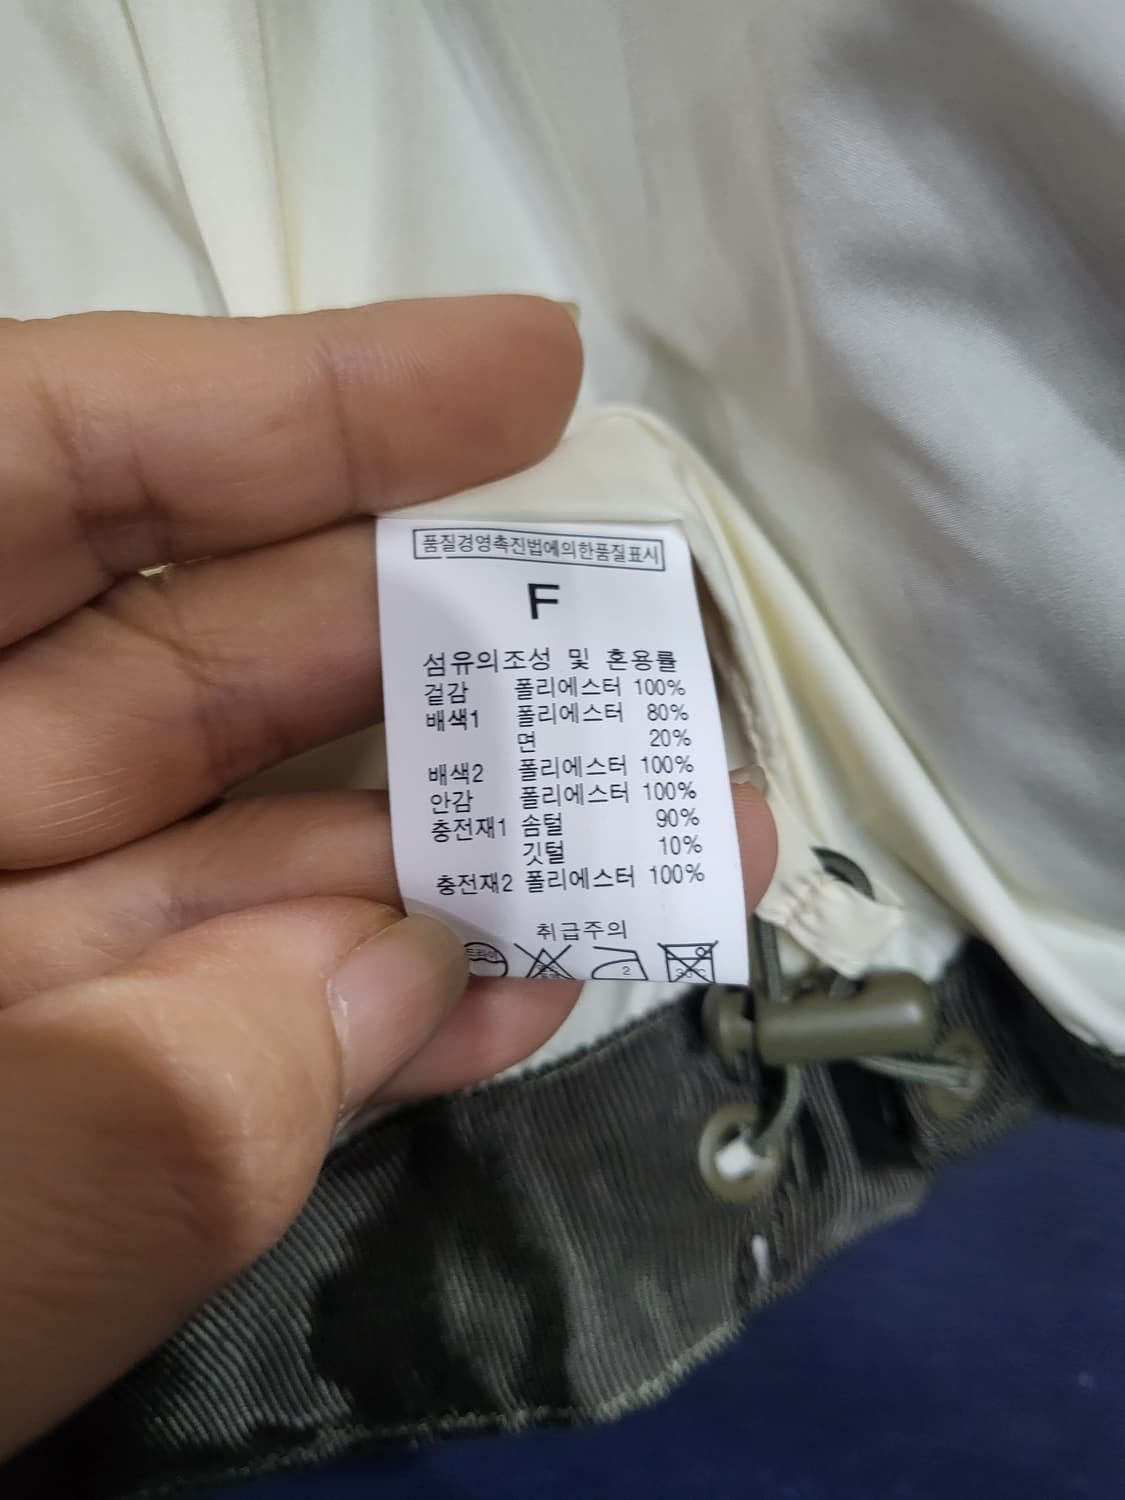 품질경영촉진법에의한품질표시
F
섬유의조성 및 혼용률
겉감 폴리에스터 100%
배색1 폴리에스터 80%
면 20%
배색2 폴리에스터 100%
안감 폴리에스터 100%
충전재1 솜털 90%
깃털 10%
충전재2 폴리에스터 100%
취급주의
드라이
2